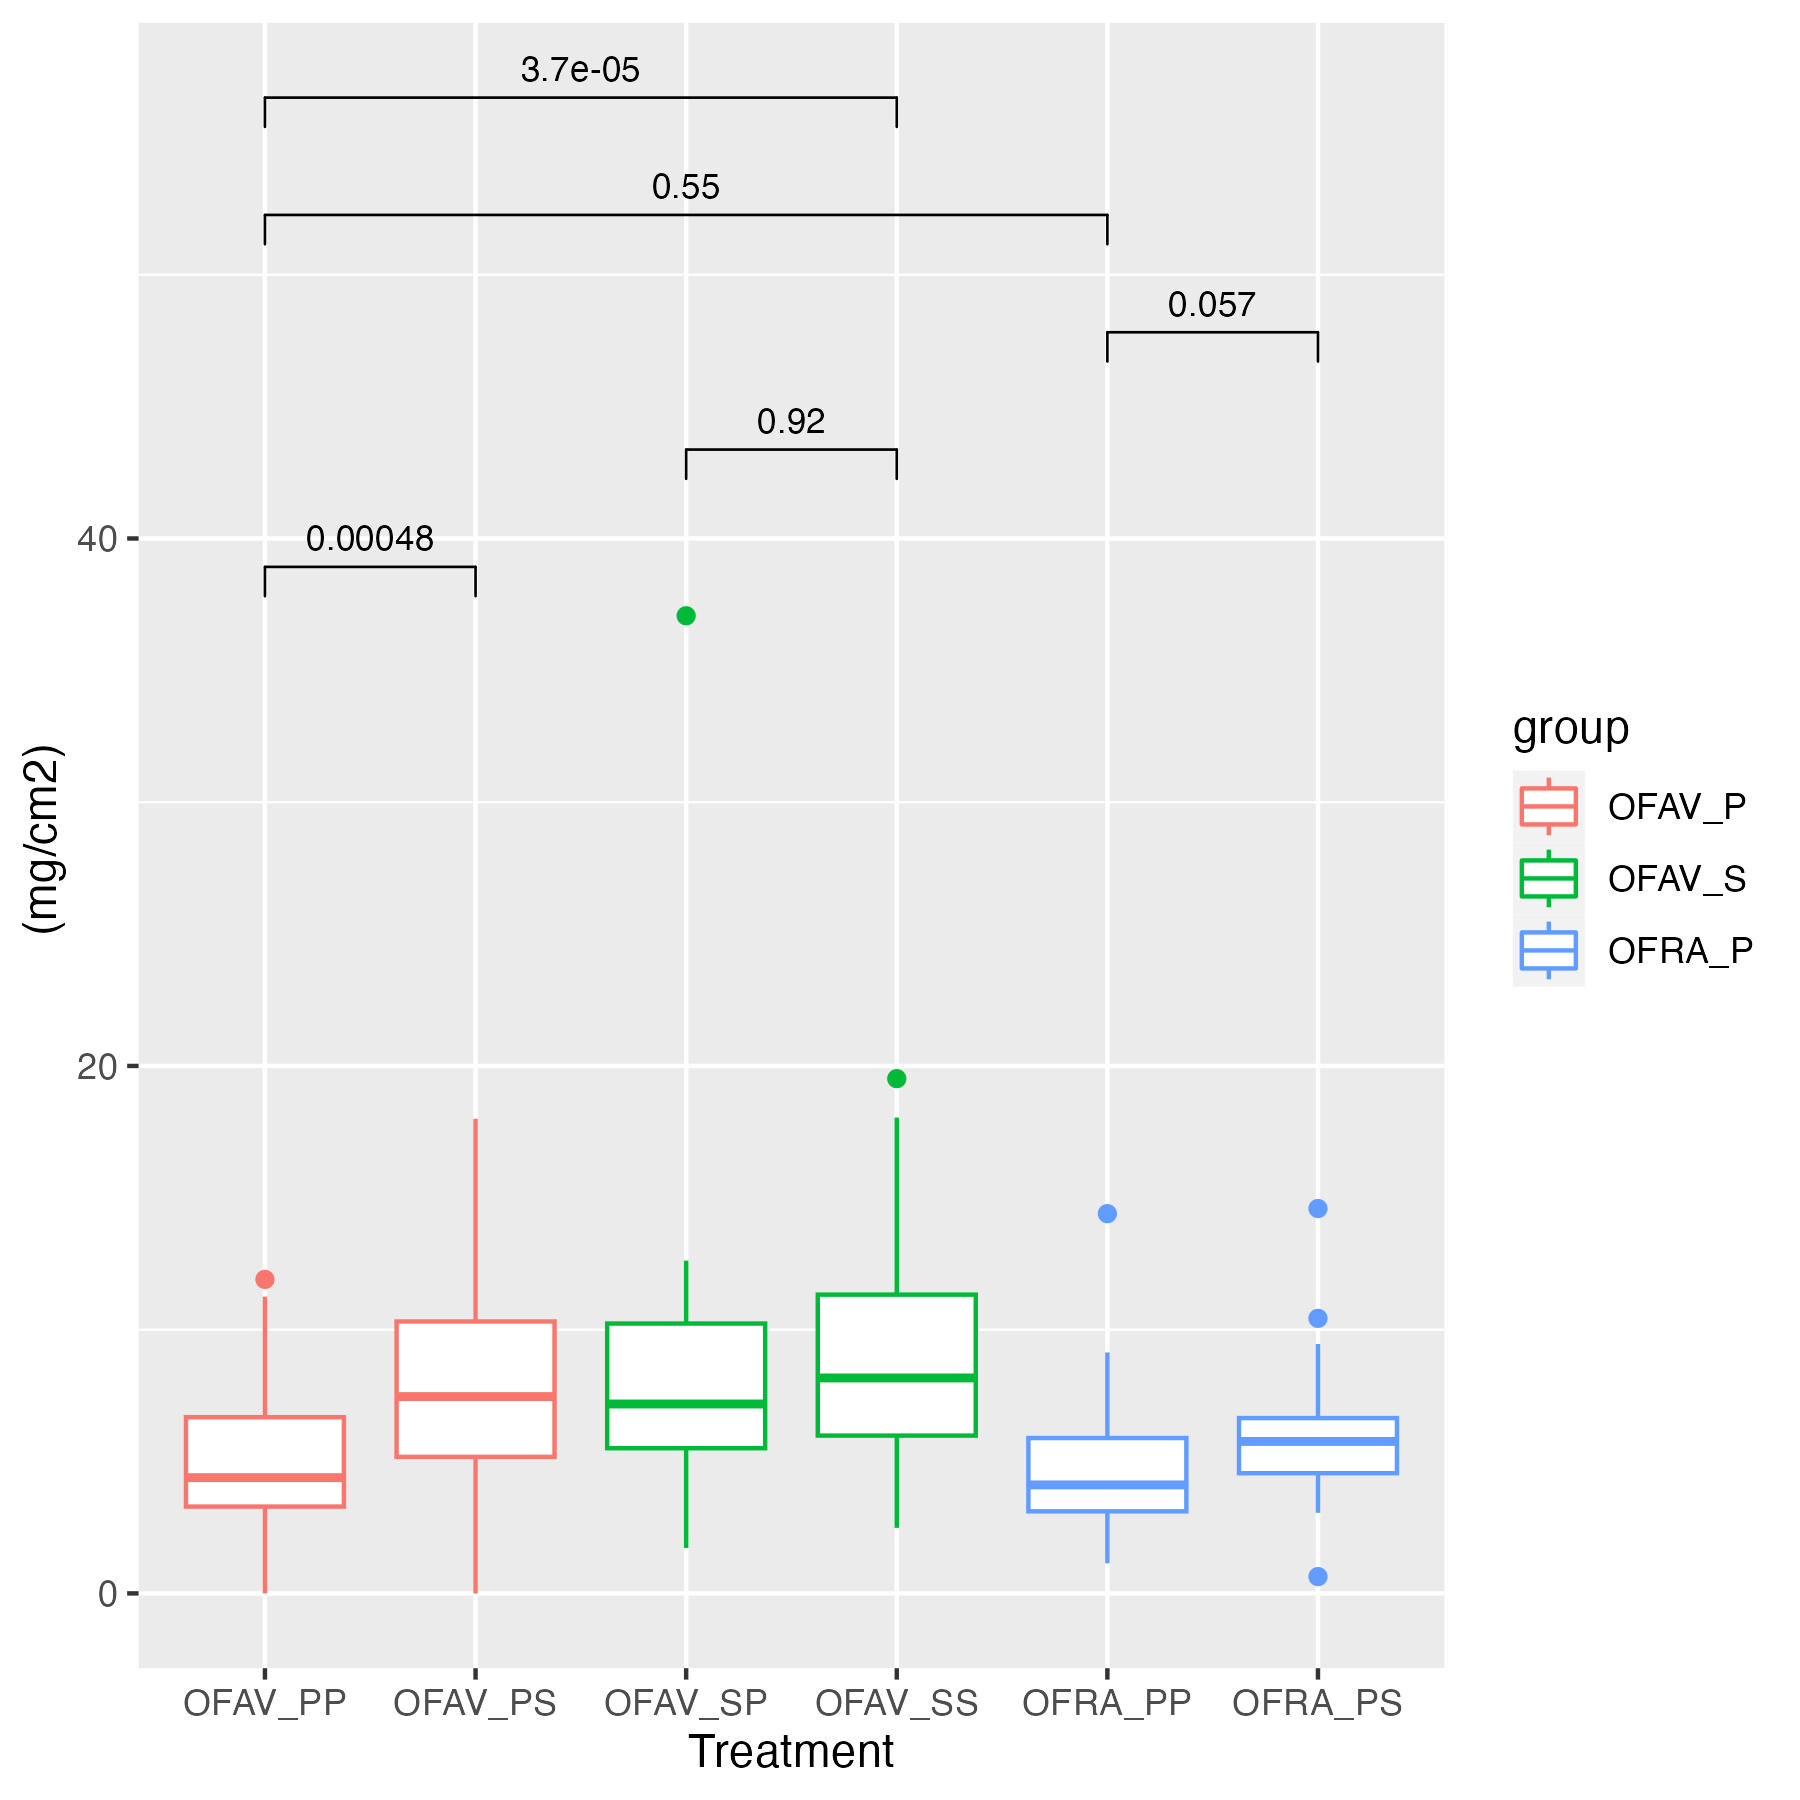 3.7e-05
0.55
0.057
0.92
0.00048
40
20
0
(mg/cm2)
OFAV_PP OFAV_PS OFAV_SP OFAV_SS OFRA_PP OFRA_PS
Treatment
group
OFAV_P
OFAV_S
OFRA_P